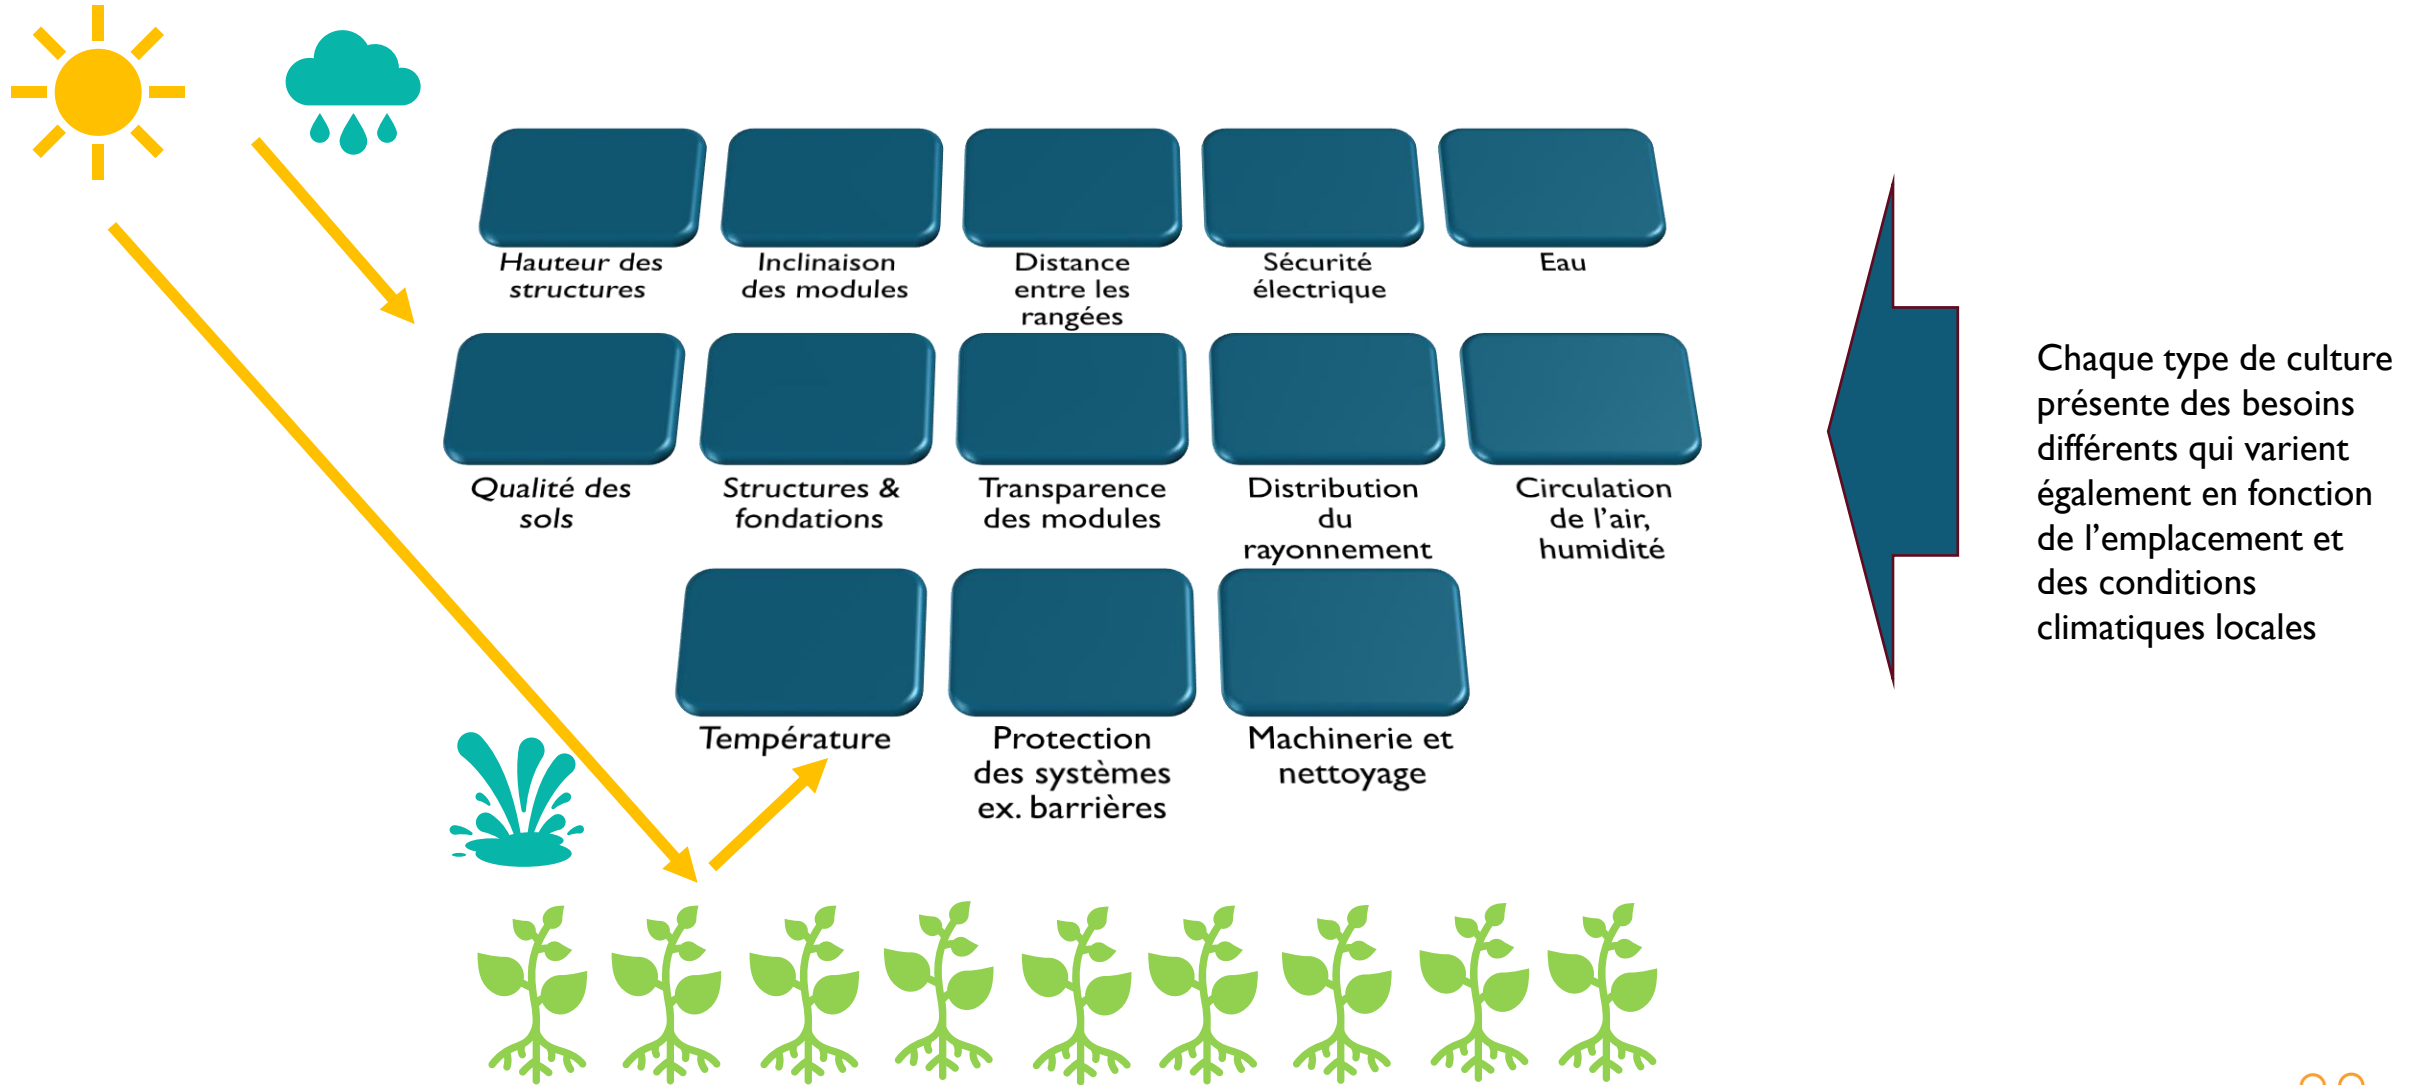 Hauteur des
structures
Inclinaison
des modules
Distance
entre les
rangées
Sécurité
électrique
Eau
Qualité des
sols
Structures &
fondations
Transparence
des modules
Distribution
du
rayonnement
Circulation
de l’air,
humidité
Température
Protection
des systèmes
ex. barrières
Machinerie et
nettoyage
Chaque type de culture
présente des besoins
différents qui varient
également en fonction
de l’emplacement et
des conditions
climatiques locales